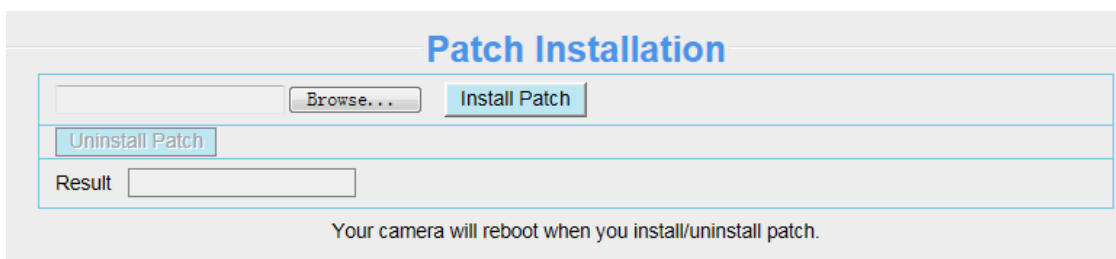 Patch Installation
Browse... Install Patch
Uninstall Patch
Result
Your camera will reboot when you install/uninstall patch.